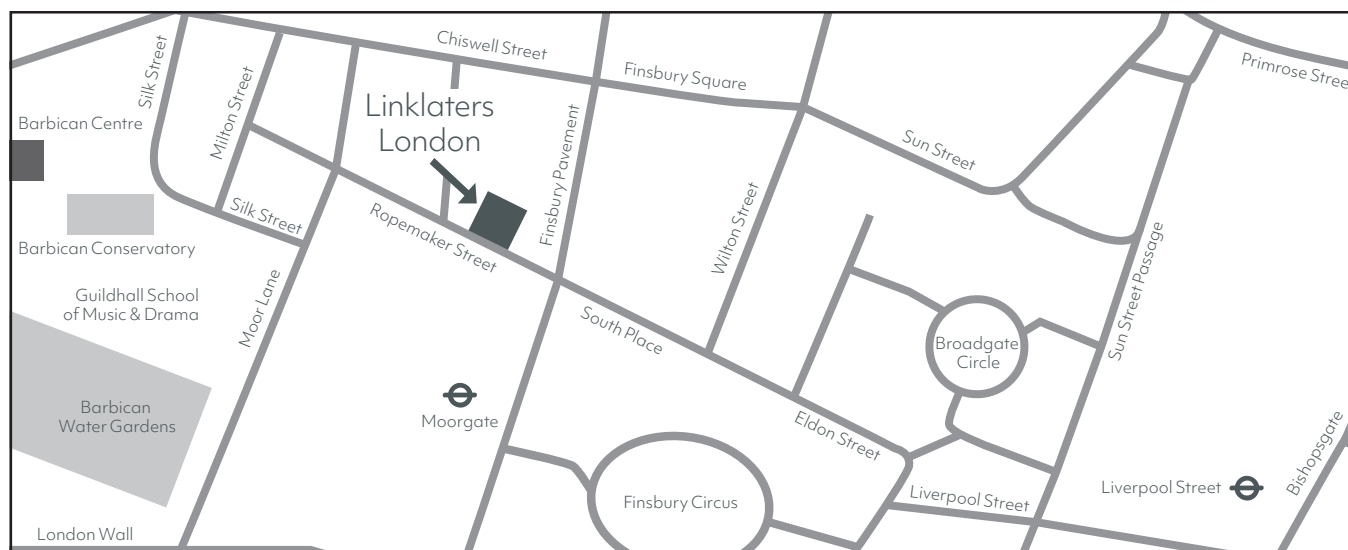 Chiswell Street
Finsbury Square
Primrose Stree
Silk Street
Milton Street
Linklaters
London
Barbican Centre
Finsbury Pavement
Sun Street
Silk Street
Ropemaker Street
Wilton Street
Sun Street Passage
Barbican Conservatory
Guildhall School
of Music & Drama
Moor Lane
South Place
Broadgate
Circle
Barbican
Water Gardens
Moorgate
Eldon Street
Bishopsgate
Liverpool Street
Liverpool Street
Finsbury Circus
London Wall